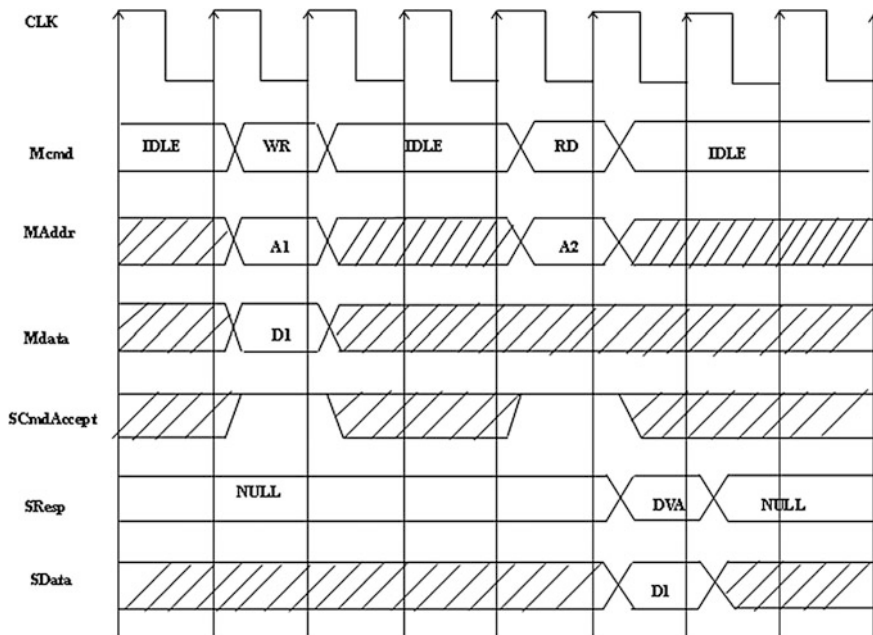 CLK
Mcmd IDLE WR IDLE RD IDLE
MAddr A1 A2
Mdata D1
SCmdAccept
SResp NULL DVA NULL
SData D1